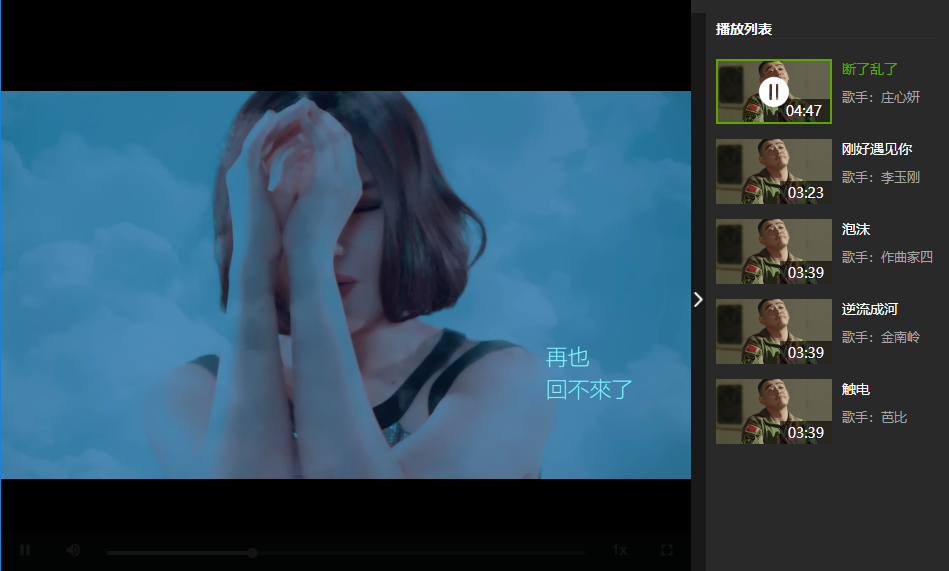 再也
回不來了
1x
播放列表
断了乱了
歌手：庄心妍
04:47
刚好遇见你
歌手：李玉刚
03:23
泡沫
歌手：作曲家四
03:39
逆流成河
歌手：金南岭
03:39
触电
歌手：芭比
03:39